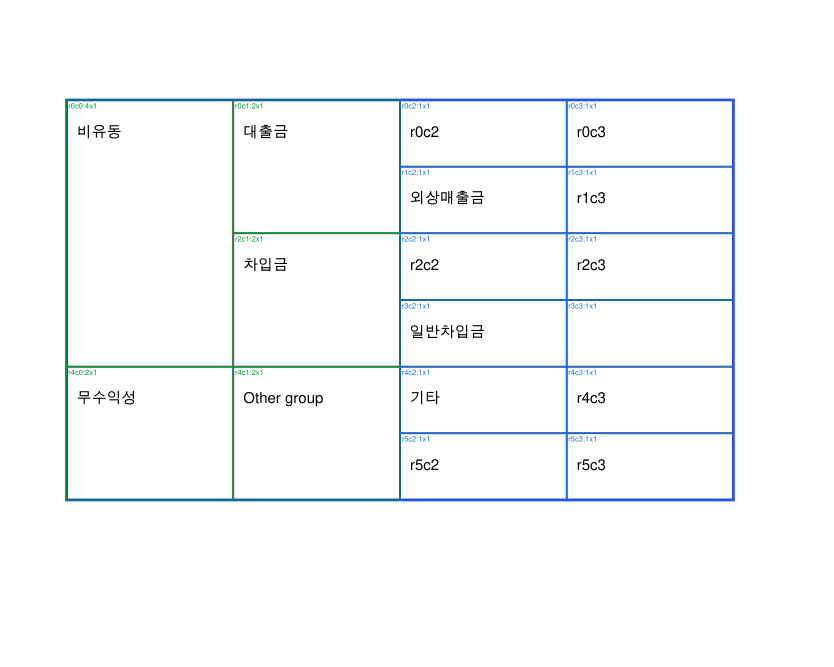 r0c0:4x1 r0c1:2x1 r0c2:1x1 r0c3:1x1
비유동 대출금 r0c2 r0c3
r1c2:1x1 r1c3:1x1
외상매출금 r1c3
r2c1:2x1 r2c2:1x1 r2c3:1x1
차입금 r2c2 r2c3
r3c2:1x1 r3c3:1x1
일반차입금
r4c0:2x1 r4c1:2x1 r4c2:1x1 r4c3:1x1
무수익성 Other group 기타 r4c3
r5c2:1x1 r5c3:1x1
r5c2 r5c3